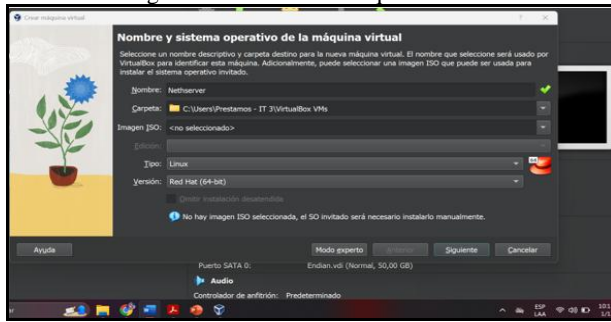 Crear máquina virtual
Nombre y sistema operativo de la máquina virtual
Seleccione un nombre descriptivo y carpeta destino para la nueva máquina virtual. El nombre que seleccione será usado por
VirtualBox para identificar esta máquina. Adicionalmente, puede seleccionar una imagen ISO que puede ser usada para
instalar el sistema operativo invitado.
Nombre: Nethserver
Carpeta: C:\Users\Prestamos - IT 3\VirtualBox VMs
Imagen ISO: <no seleccionado>
Edición:
Tipo: Linux
Versión: Red Hat (64-bit)
Omitir instalación desatendida
No hay imagen ISO seleccionada, el SO invitado será necesario instalarlo manualmente.
Ayuda Modo experto Anterior Siguiente Cancelar
Puerto SATA 0: Endian.vdi (Normal, 50,00 GB)
Audio
Controlador de anfitrión: Predeterminado
ESP
LAA